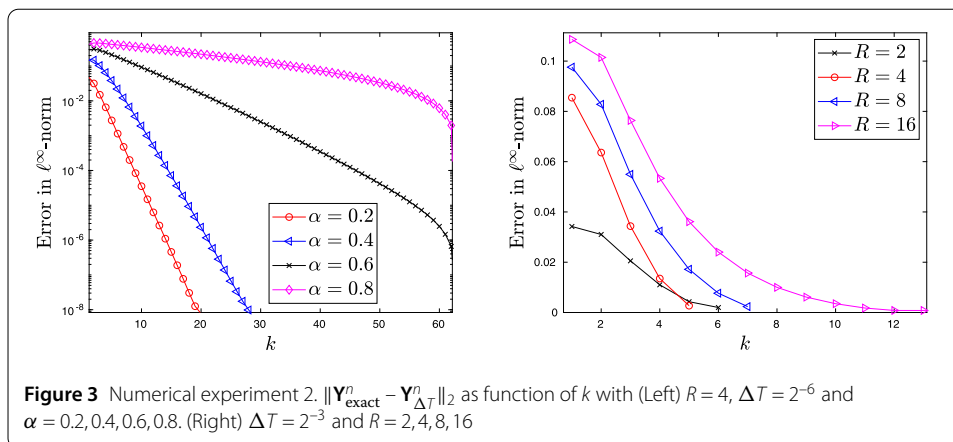 Error in ℓ∞-norm
10−2
10−4
10−6
10−8
10 20 30 40 50 60
k
α = 0.2
α = 0.4
α = 0.6
α = 0.8
Error in ℓ∞-norm
0.1
0.08
0.06
0.04
0.02
0
2 4 6 8 10 12
k
R = 2
R = 4
R = 8
R = 16
Figure 3 Numerical experiment 2. ‖Yⁿexact – YⁿΔT‖2 as function of k with (Left) R = 4, ΔT = 2–6 and
α = 0.2, 0.4, 0.6, 0.8. (Right) ΔT = 2–3 and R = 2, 4, 8, 16